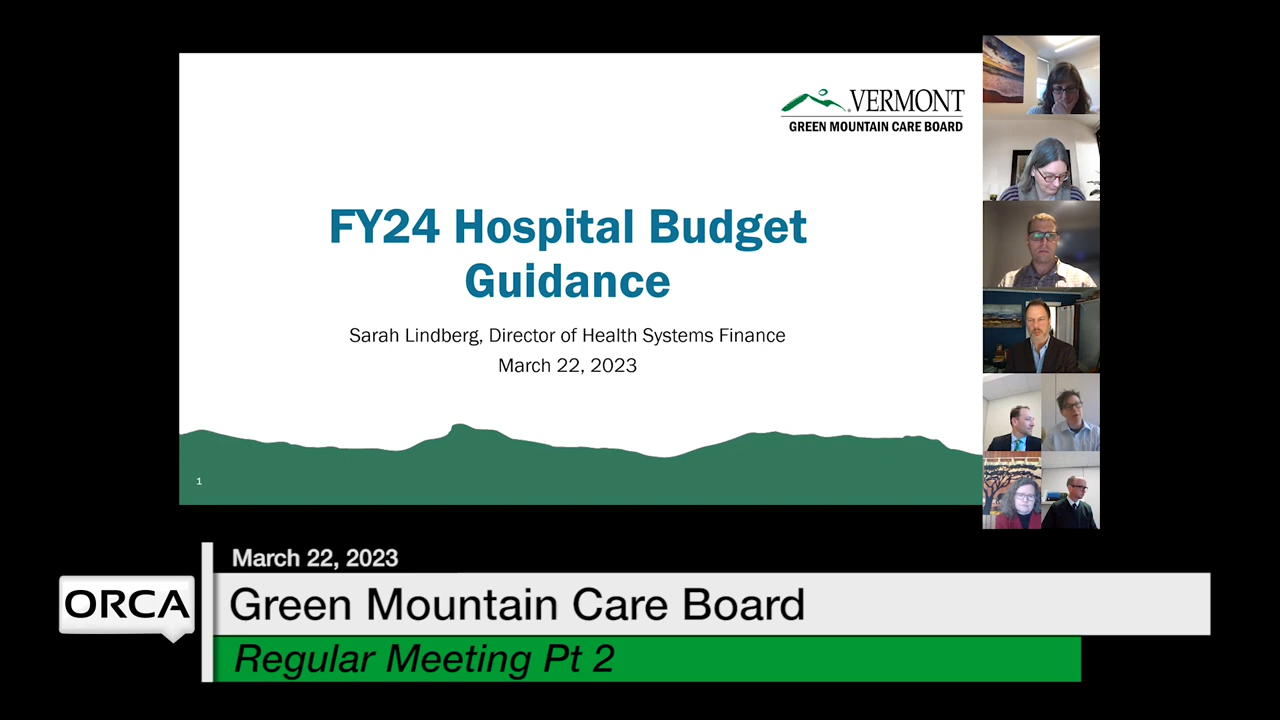 VERMONT
GREEN MOUNTAIN CARE BOARD
FY24 Hospital Budget
Guidance
Sarah Lindberg, Director of Health Systems Finance
March 22, 2023
1
March 22, 2023
ORCA
Green Mountain Care Board
Regular Meeting Pt 2